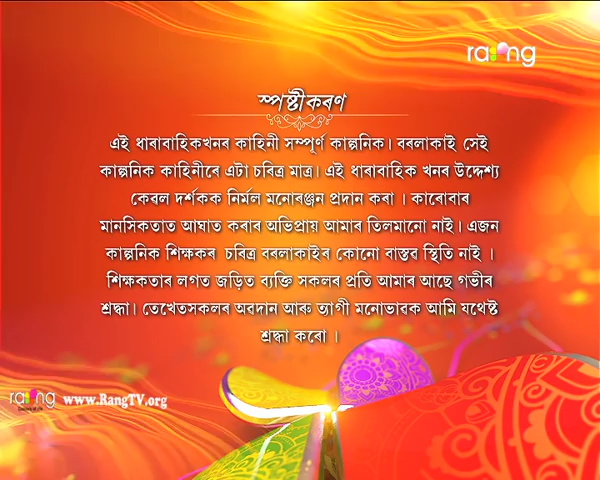 rang
স্পষ্টীকৰণ
এই ধাৰাবাহিকখনৰ কাহিনী সম্পূৰ্ণ কাল্পনিক। বৰলাকাই সেই
কাল্পনিক কাহিনীৰে এটা চৰিত্ৰ মাত্ৰ। এই ধাৰাবাহিক খনৰ উদ্দেশ্য
কেৱল দৰ্শকক নিৰ্মল মনোৰঞ্জন প্ৰদান কৰা । কাৰোবাৰ
মানসিকতাত আঘাত কৰাৰ অভিপ্ৰায় আমাৰ তিলমানো নাই। এজন
কাল্পনিক শিক্ষকৰ চৰিত্ৰ বৰলাকাইৰ কোনো বাস্তৱ স্থিতি নাই ।
শিক্ষকতাৰ লগত জড়িত ব্যক্তি সকলৰ প্ৰতি আমাৰ আছে গভীৰ
শ্ৰদ্ধা। তেখেতসকলৰ অৱদান আৰু ত্যাগী মনোভাৱক আমি যথেষ্ট
শ্ৰদ্ধা কৰো ।
rang www.RangTV.org